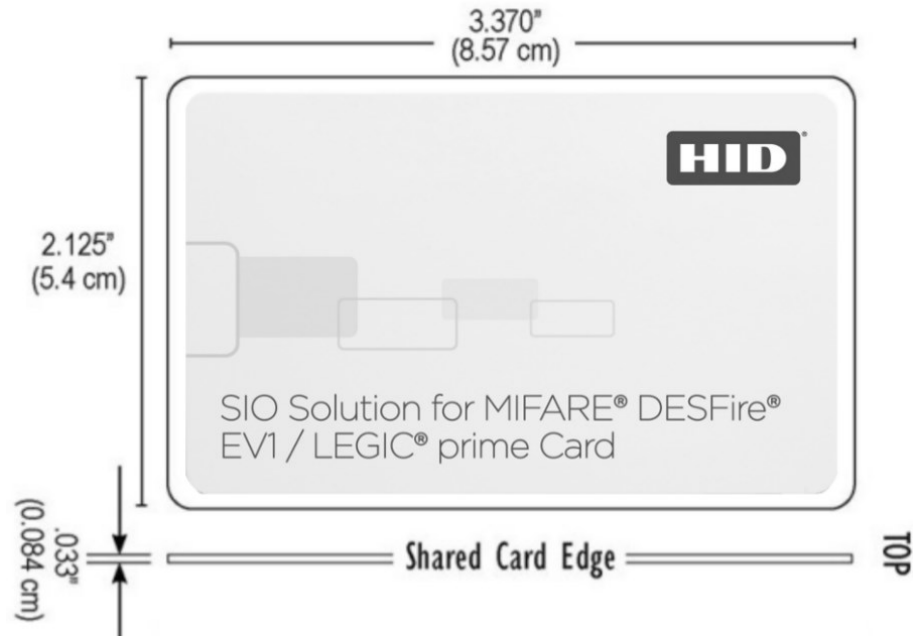 3.370"
(8.57 cm)
HID®
2.125"
(5.4 cm)
SIO Solution for MIFARE® DESFire®
EV1 / LEGIC® prime Card
.033"
(0.084 cm)
Shared Card Edge
TOP